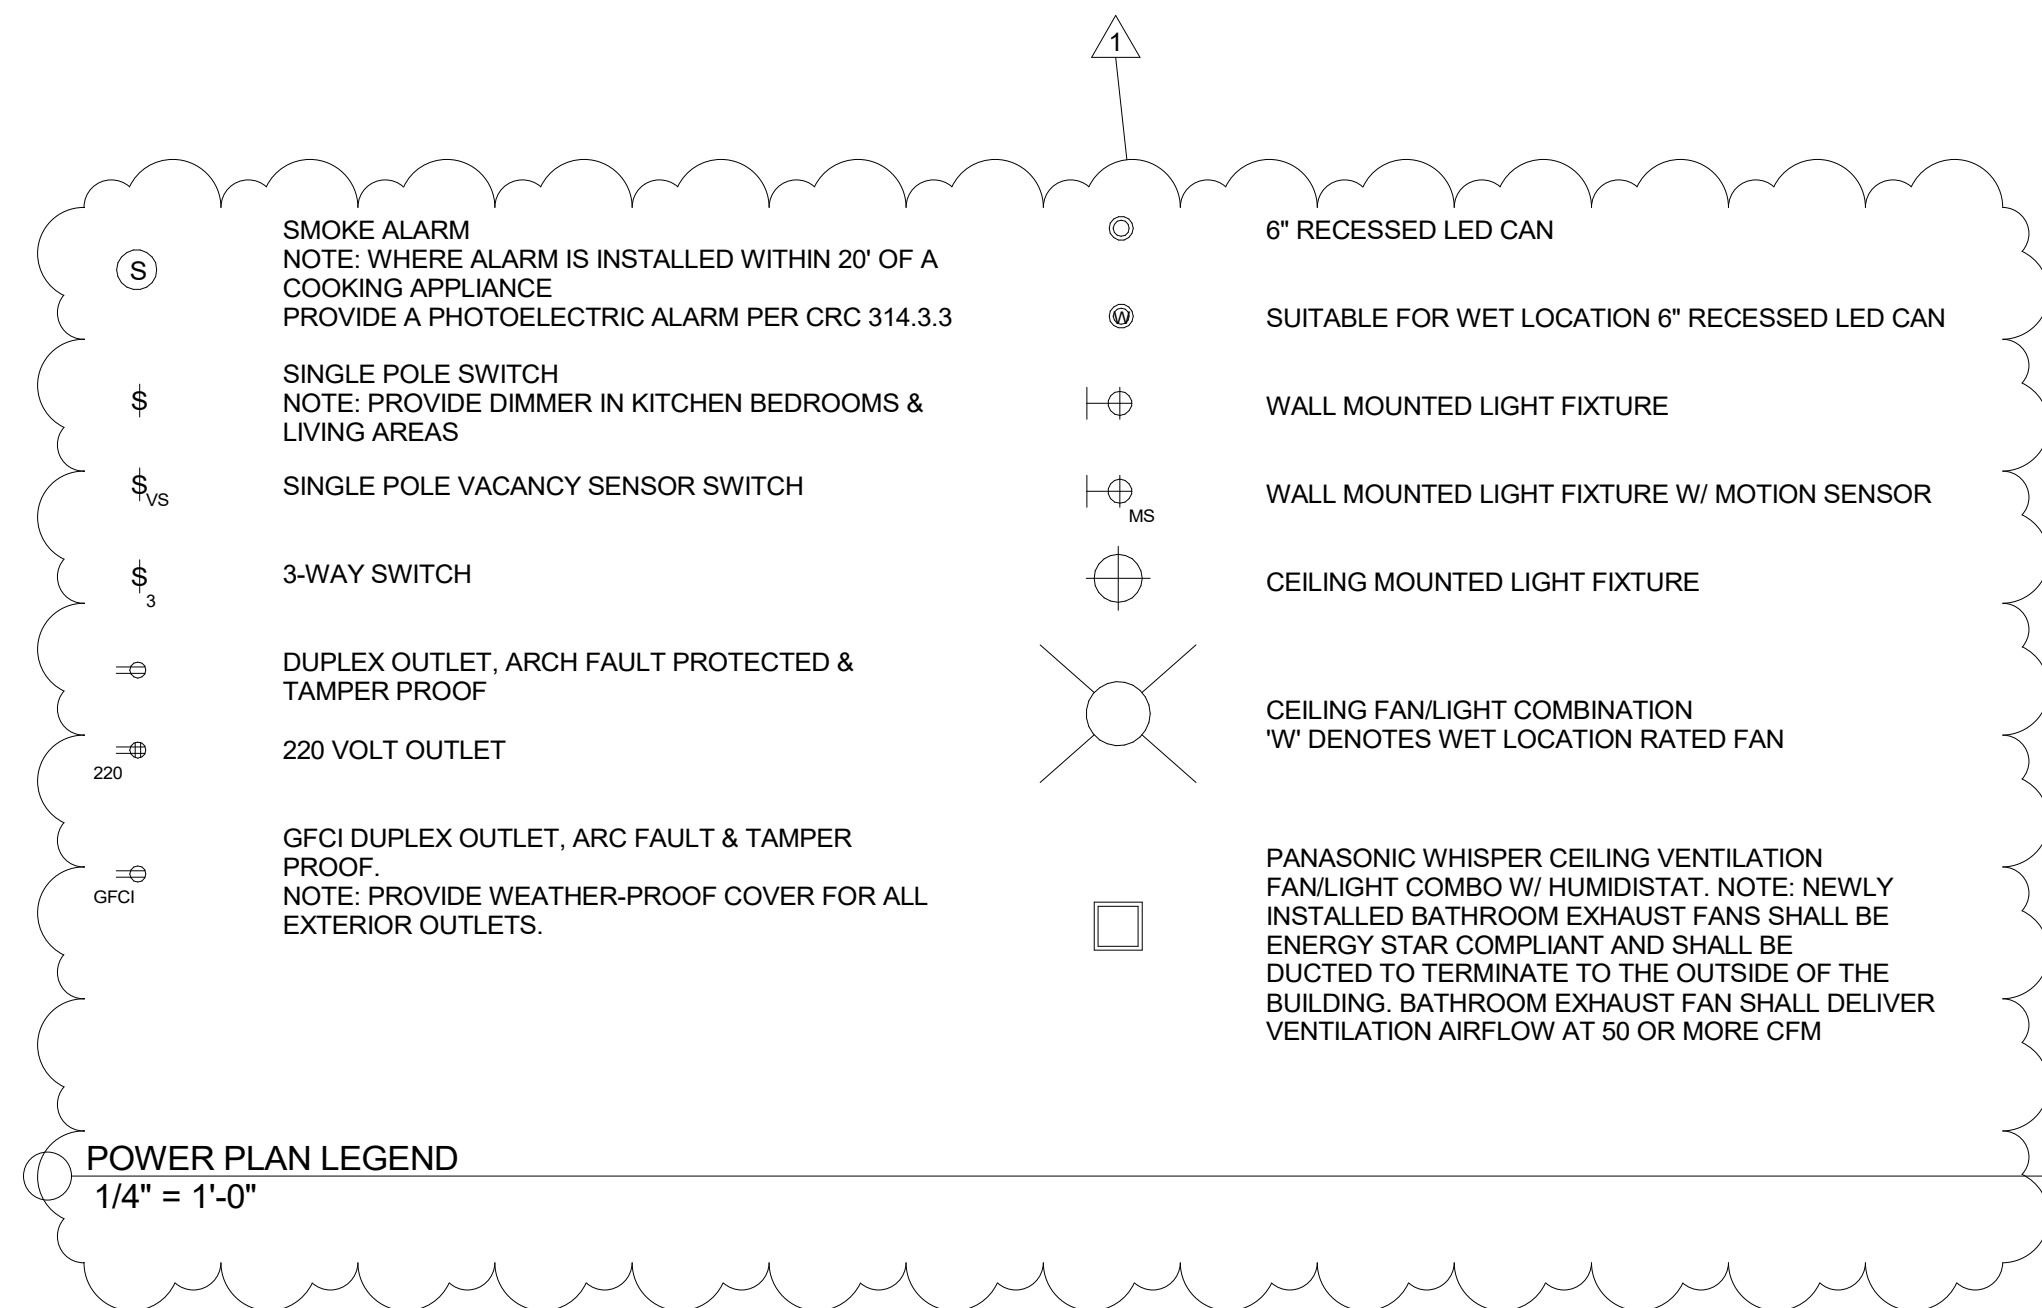 1
S
SMOKE ALARM
NOTE: WHERE ALARM IS INSTALLED WITHIN 20' OF A
COOKING APPLIANCE
PROVIDE A PHOTOELECTRIC ALARM PER CRC 314.3.3
$
SINGLE POLE SWITCH
NOTE: PROVIDE DIMMER IN KITCHEN BEDROOMS &
LIVING AREAS
$VS
SINGLE POLE VACANCY SENSOR SWITCH
$3
3-WAY SWITCH
DUPLEX OUTLET, ARCH FAULT PROTECTED &
TAMPER PROOF
220
220 VOLT OUTLET
GFCI
GFCI DUPLEX OUTLET, ARC FAULT & TAMPER
PROOF.
NOTE: PROVIDE WEATHER-PROOF COVER FOR ALL
EXTERIOR OUTLETS.
6" RECESSED LED CAN
W
SUITABLE FOR WET LOCATION 6" RECESSED LED CAN
WALL MOUNTED LIGHT FIXTURE
MS
WALL MOUNTED LIGHT FIXTURE W/ MOTION SENSOR
CEILING MOUNTED LIGHT FIXTURE
CEILING FAN/LIGHT COMBINATION
'W' DENOTES WET LOCATION RATED FAN
PANASONIC WHISPER CEILING VENTILATION
FAN/LIGHT COMBO W/ HUMIDISTAT. NOTE: NEWLY
INSTALLED BATHROOM EXHAUST FANS SHALL BE
ENERGY STAR COMPLIANT AND SHALL BE
DUCTED TO TERMINATE TO THE OUTSIDE OF THE
BUILDING. BATHROOM EXHAUST FAN SHALL DELIVER
VENTILATION AIRFLOW AT 50 OR MORE CFM
POWER PLAN LEGEND
1/4" = 1'-0"